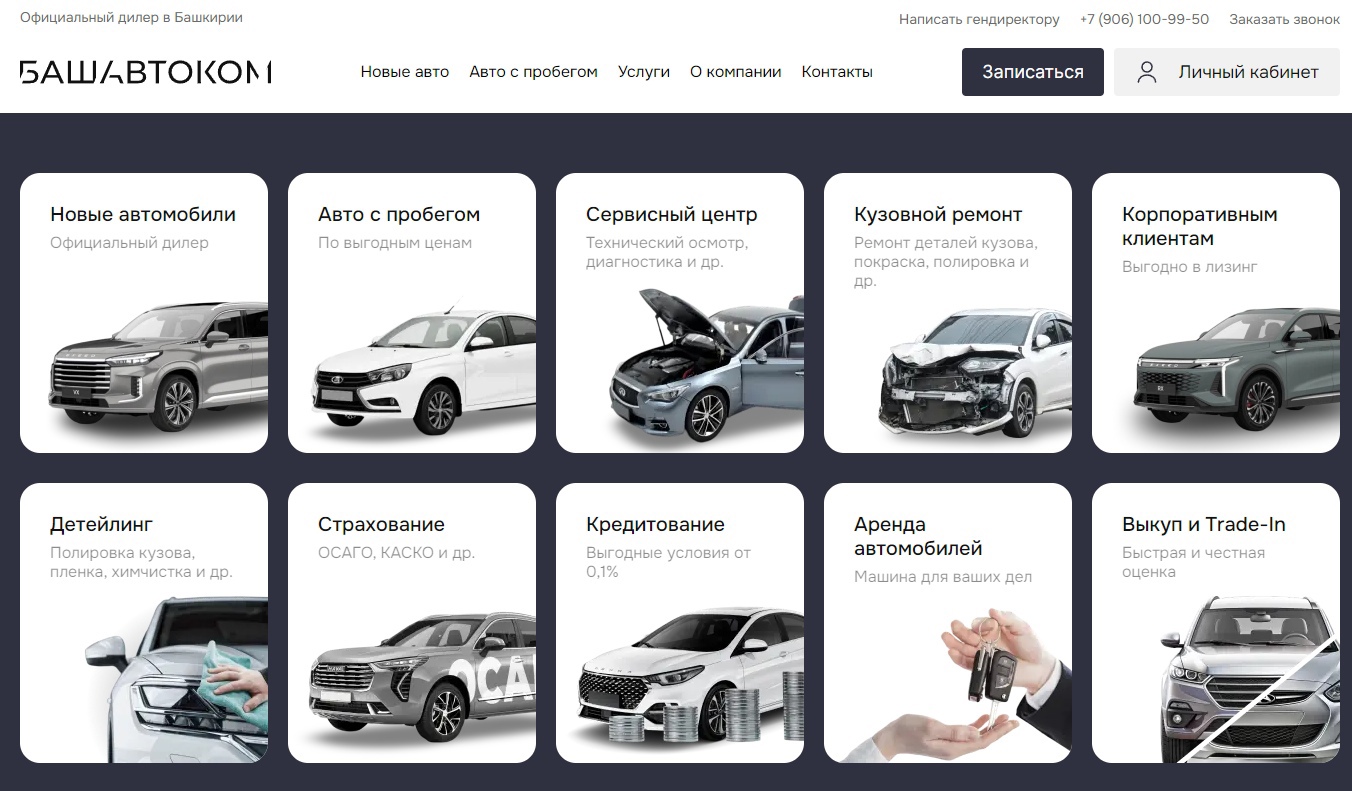 Официальный дилер в Башкирии
Написать гендиректору +7 (906) 100-99-50 Заказать звонок
БАШАВТОКОМ
Новые авто Авто с пробегом Услуги О компании Контакты
Записаться
Личный кабинет
Новые автомобили
Официальный дилер
Авто с пробегом
По выгодным ценам
Сервисный центр
Технический осмотр,
диагностика и др.
Кузовной ремонт
Ремонт деталей кузова,
покраска, полировка и
др.
Корпоративным
клиентам
Выгодно в лизинг
VX
Детейлинг
Полировка кузова,
пленка, химчистка и др.
Страхование
ОСАГО, КАСКО и др.
HAVAL
ОСА
Кредитование
Выгодные условия от
0,1%
Аренда
автомобилей
Машина для ваших дел
Выкуп и Trade-In
Быстрая и честная
оценка